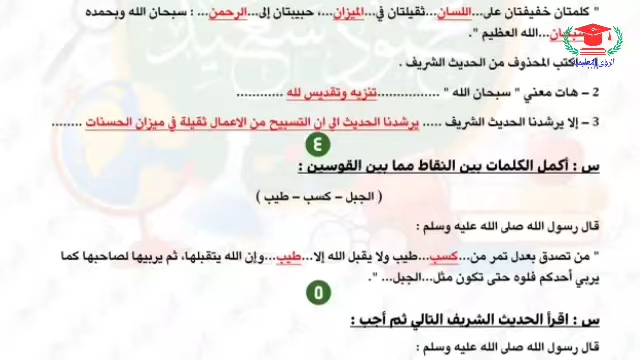 " كلمتان خفيفتان على...اللسان...ثقيلتان في...الميزان...، حبيبتان إلى...الرحمن... : سبحان الله وبحمده
سبحان...الله العظيم ".
1– اكتب المحذوف من الحديث الشريف .
2 – هات معني " سبحان الله " ...............تنزيه وتقديس لله ............
3 – إلا يرشدنا الحديث الشريف ..... يرشدنا الحديث الي ان التسبيح من الاعمال ثقيلة في ميزان الحسنات ........
٤
س : أكمل الكلمات بين النقاط مما بين القوسين :
( الجبل – كسب – طيب )
قال رسول الله صلى الله عليه وسلم :
" من تصدق بعدل تمر من...كسب...طيب ولا يقبل الله إلا...طيب...وإن الله يتقبلها، ثم يربيها لصاحبها كما
يربي أحدكم فلوه حتى تكون مثل...الجبل... ".
٥
س : اقرأ الحديث الشريف التالي ثم أجب :
قال رسول الله صلى الله عليه وسلم :